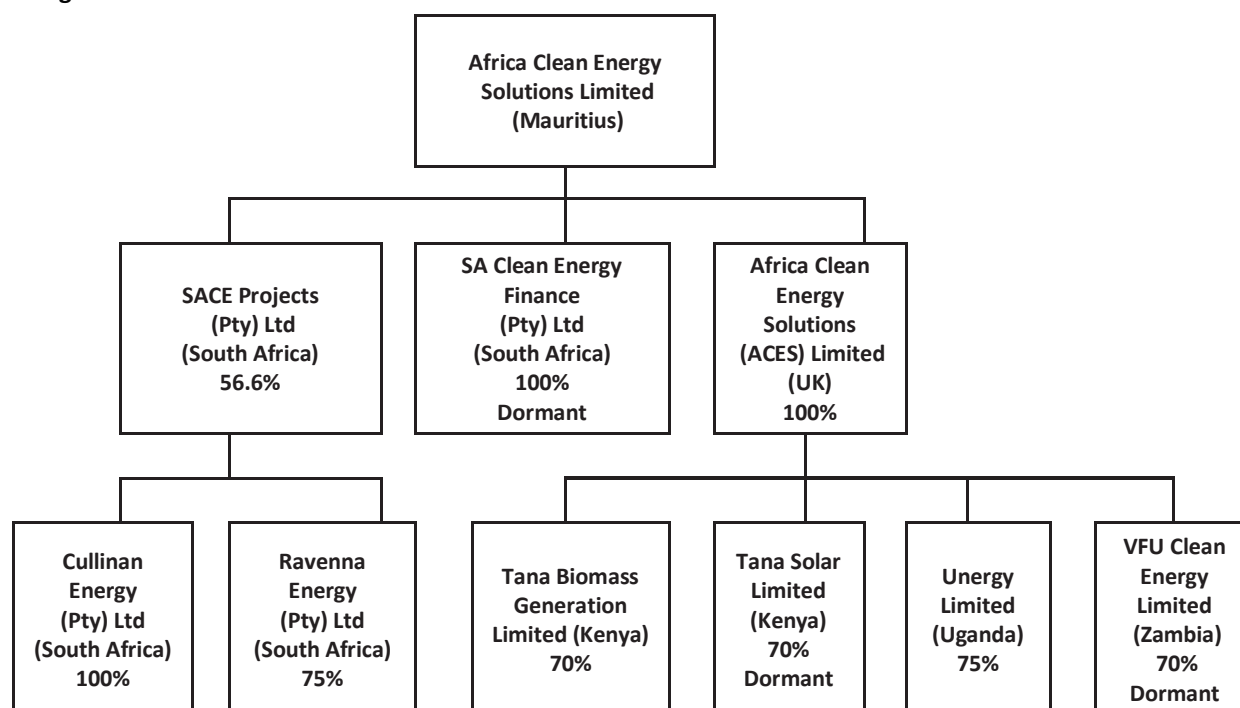 Africa Clean Energy
Solutions Limited
(Mauritius)
SACE Projects
(Pty) Ltd
(South Africa)
56.6%
SA Clean Energy
Finance
(Pty) Ltd
(South Africa)
100%
Dormant
Africa Clean
Energy
Solutions
(ACES) Limited
(UK)
100%
Cullinan
Energy
(Pty) Ltd
(South Africa)
100%
Ravenna
Energy
(Pty) Ltd
(South Africa)
75%
Tana Biomass
Generation
Limited (Kenya)
70%
Tana Solar
Limited
(Kenya)
70%
Dormant
Unergy
Limited
(Uganda)
75%
VFU Clean
Energy
Limited
(Zambia)
70%
Dormant